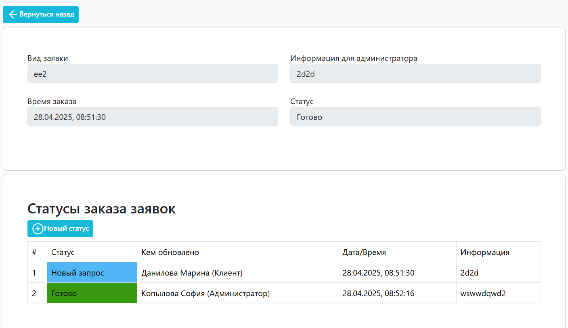 Вернуться назад
Вид заявки Информация для администратора
ee2 2d2d
Время заказа Статус
28.04.2025, 08:51:30 Готово
Статусы заказа заявок
Новый статус
# Статус Кем обновлено Дата/Время Информация
1 Новый запрос Данилова Марина (Клиент) 28.04.2025, 08:51:30 2d2d
2 Готово Копылова София (Администратор) 28.04.2025, 08:52:16 wswwdqwd2